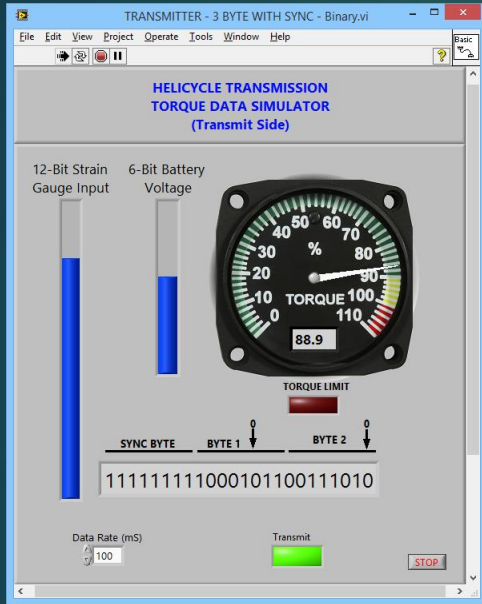 TRANSMITTER - 3 BYTE WITH SYNC - Binary.vi
File Edit View Project Operate Tools Window Help
Basic
HELICYCLE TRANSMISSION
TORQUE DATA SIMULATOR
(Transmit Side)
12-Bit Strain
Gauge Input
6-Bit Battery
Voltage
50 60
40 70
30 % 80
20 90
10 TORQUE 100
0 110
88.9
TORQUE LIMIT
0 0
SYNC BYTE BYTE 1 BYTE 2
111111111000101100111010
Data Rate (mS)
100
Transmit
STOP